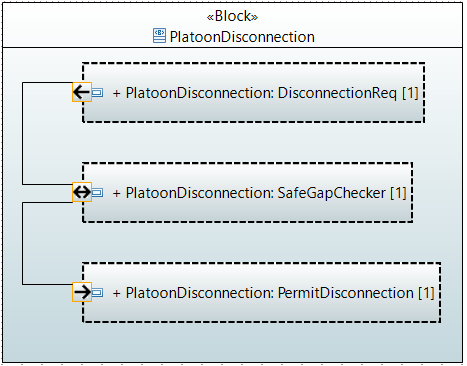 «Block»
PlatoonDisconnection
+ PlatoonDisconnection: DisconnectionReq [1]
+ PlatoonDisconnection: SafeGapChecker [1]
+ PlatoonDisconnection: PermitDisconnection [1]